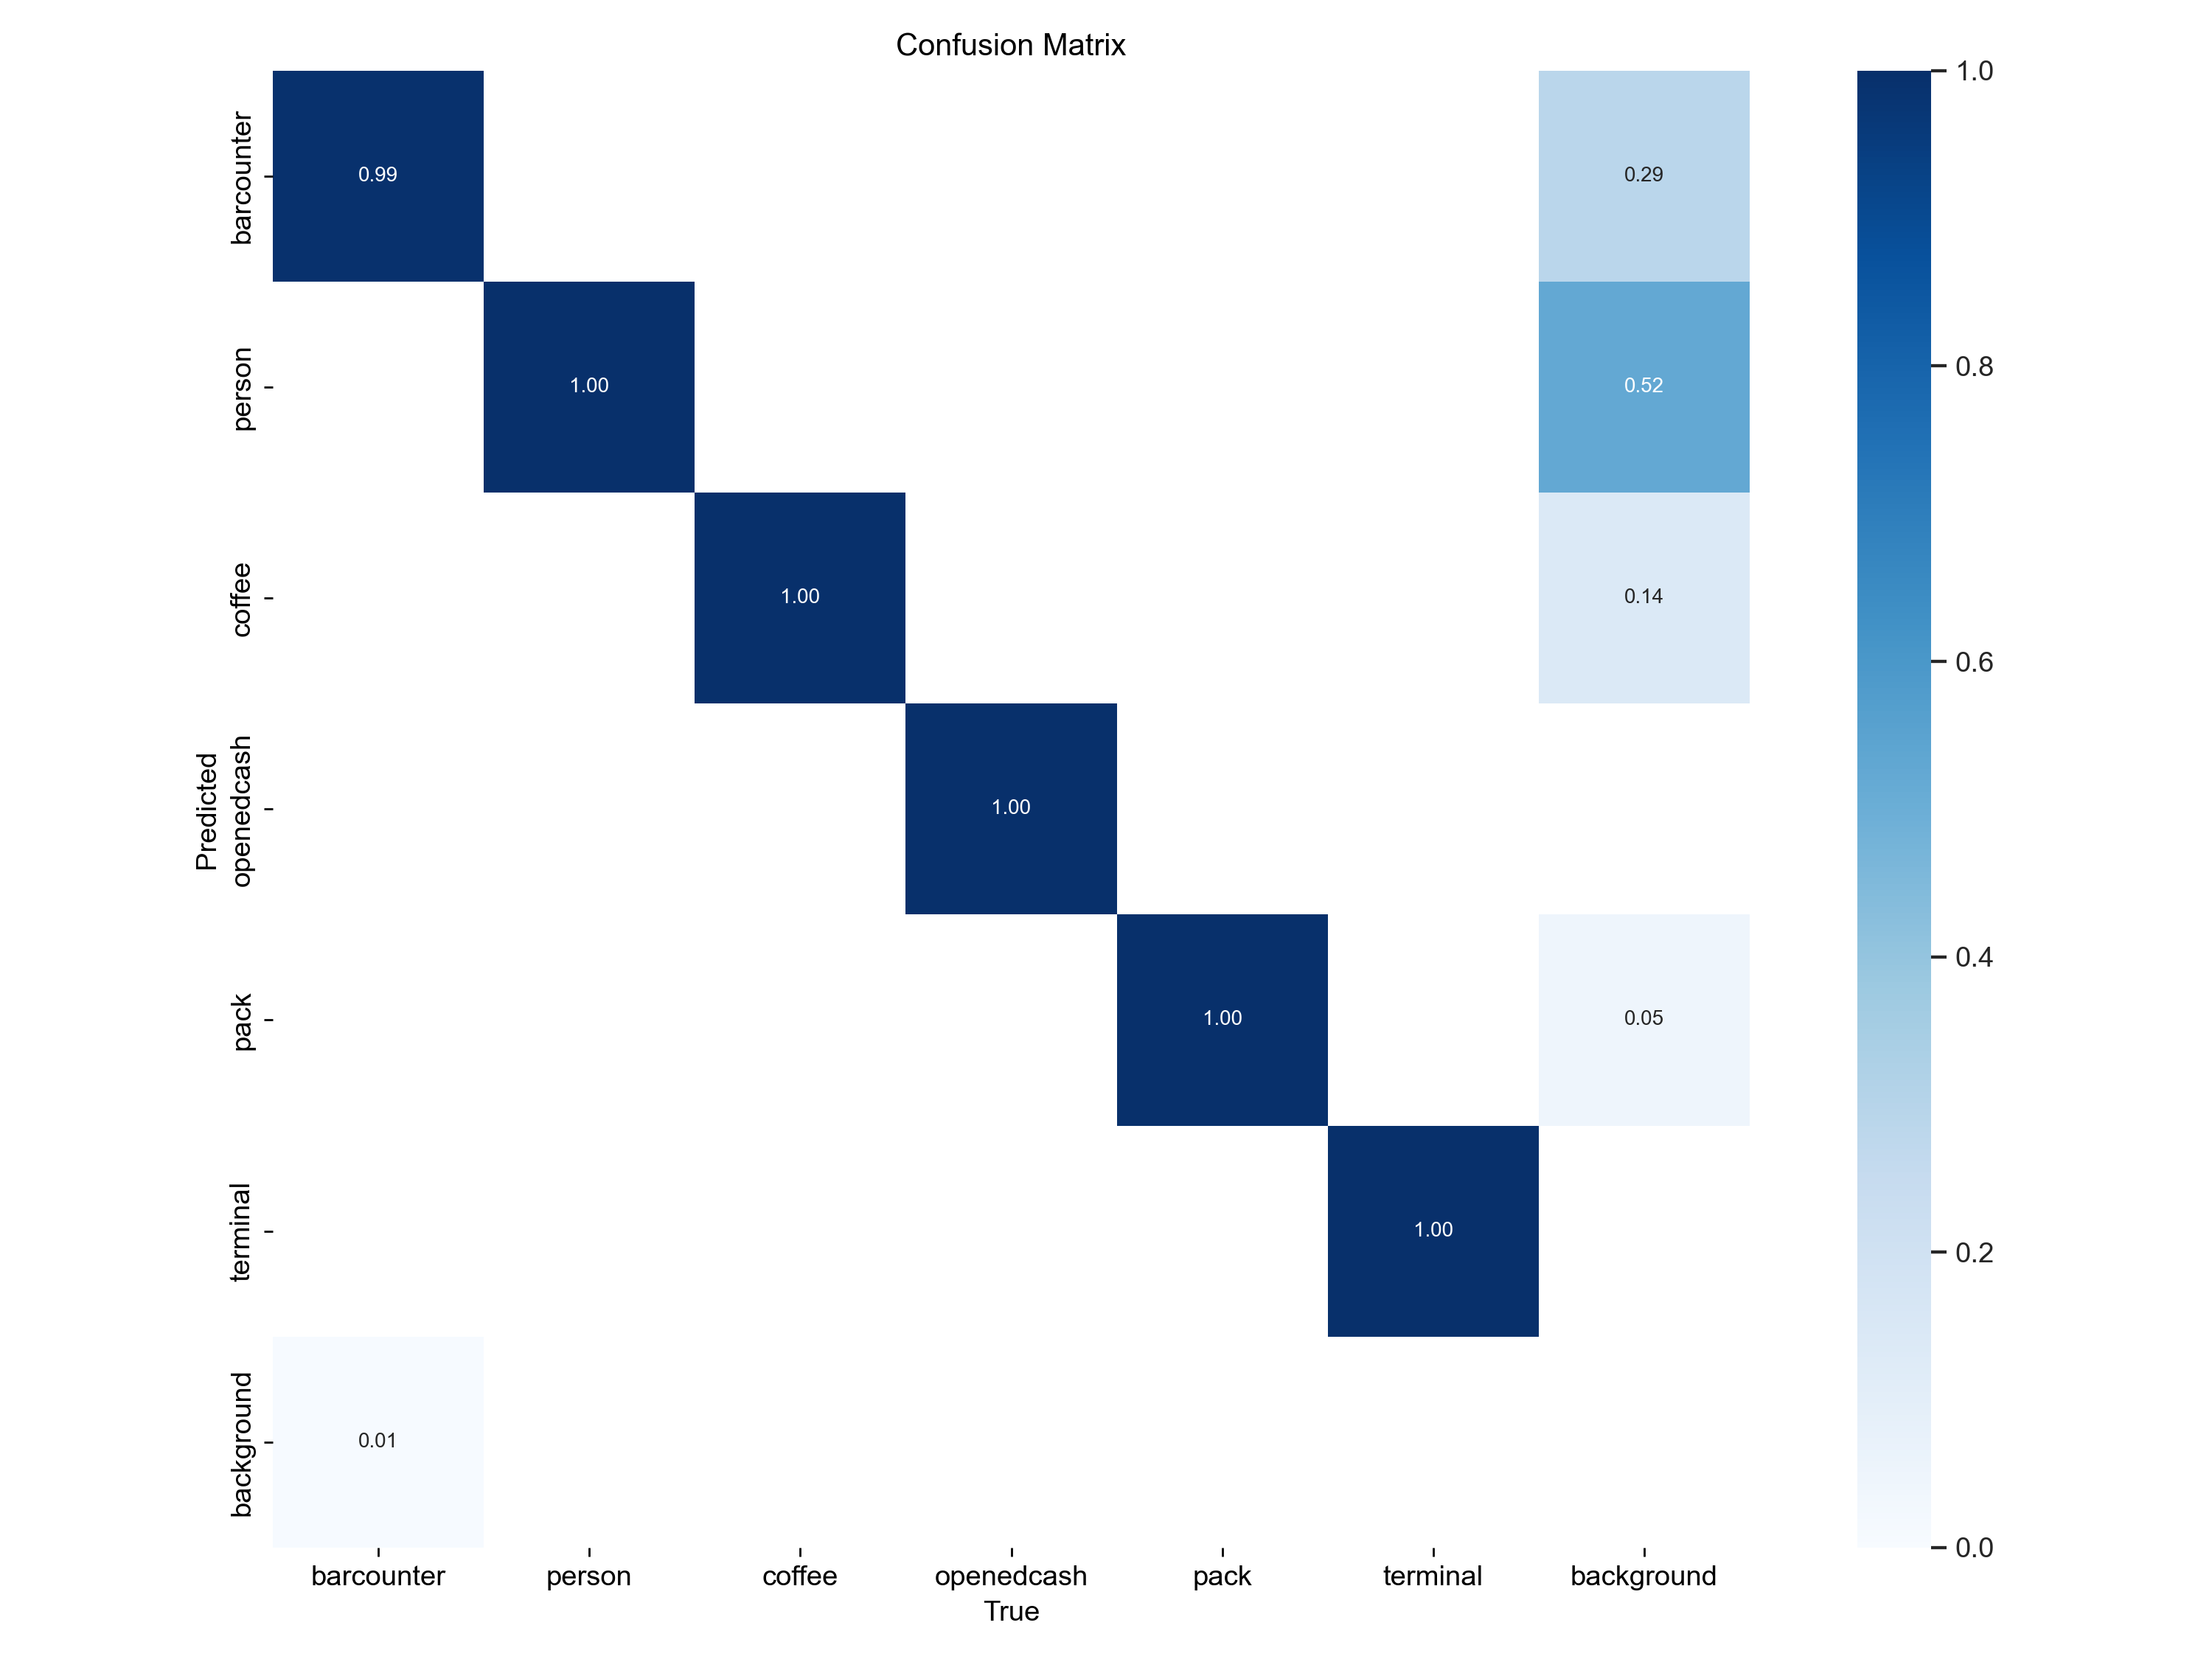 Confusion Matrix
barcounter
person
coffee
openedcash
pack
terminal
background
Predicted
0.99
0.29
1.00
0.52
1.00
0.14
1.00
1.00
0.05
1.00
0.01
barcounter
person
coffee
openedcash
pack
terminal
background
True
1.0
0.8
0.6
0.4
0.2
0.0